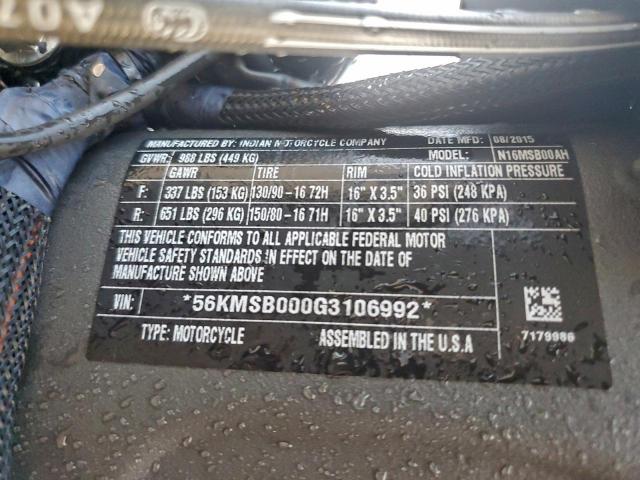 A07
MANUFACTURED BY: INDIAN MOTORCYCLE COMPANY DATE MFD: 08/2015
GVWR: 988 LBS (449 KG) MODEL: N16MSB00AH
GAWR TIRE RIM COLD INFLATION PRESSURE
F: 337 LBS (153 KG) 130/90 - 16 72H 16" X 3.5" 36 PSI (248 KPA)
R: 651 LBS (296 KG) 150/80 - 16 71H 16" X 3.5" 40 PSI (276 KPA)
THIS VEHICLE CONFORMS TO ALL APPLICABLE FEDERAL MOTOR
VEHICLE SAFETY STANDARDS IN EFFECT ON THE DATE OF
MANUFACTURE SHOWN ABOVE
VIN: *56KMSB000G3106992*
TYPE: MOTORCYCLE ASSEMBLED IN THE U.S.A
7179986